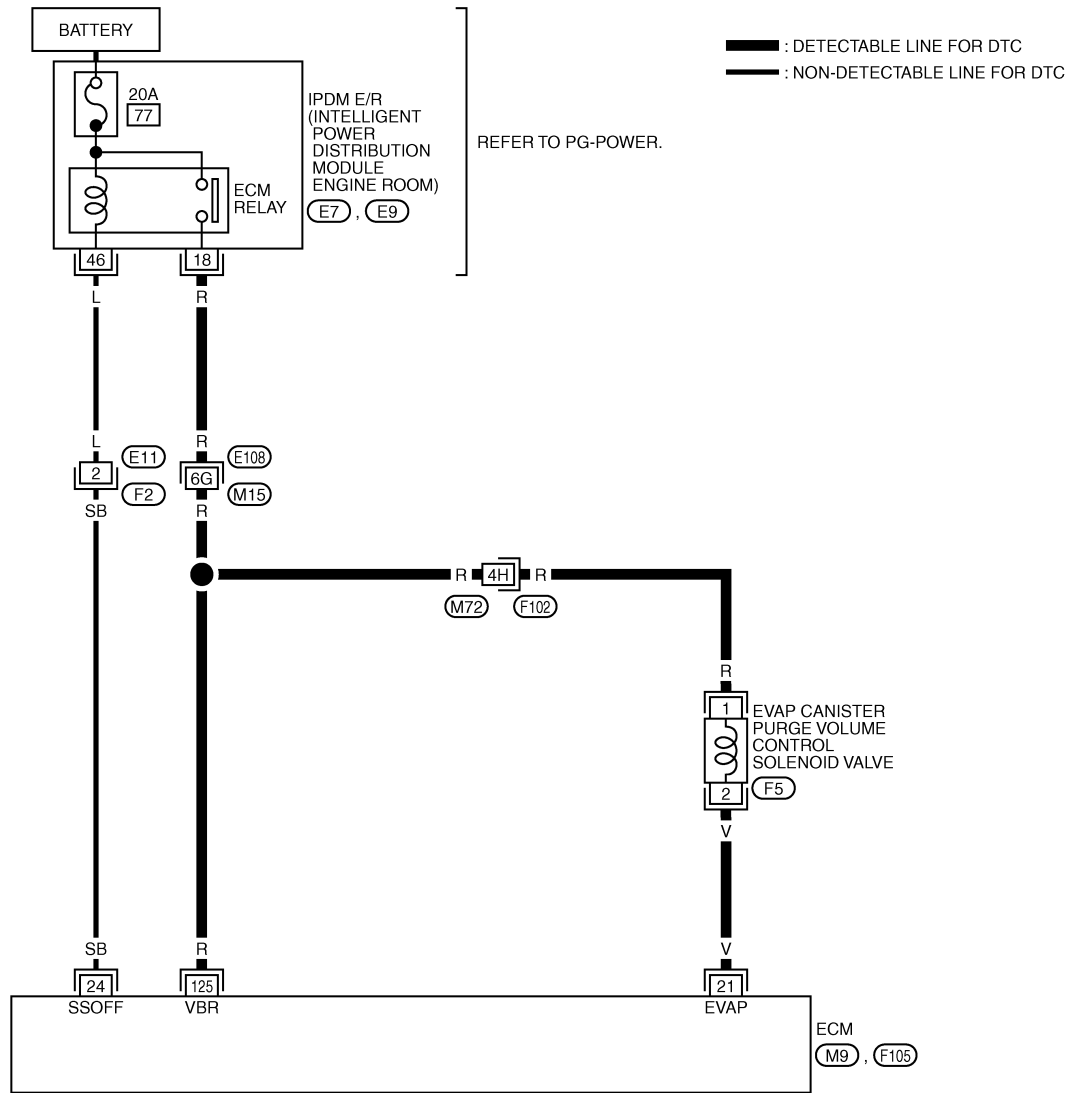 BATTERY
: DETECTABLE LINE FOR DTC
: NON-DETECTABLE LINE FOR DTC
20A
77
IPDM E/R
(INTELLIGENT
POWER
DISTRIBUTION
MODULE
ENGINE ROOM)
E7 , E9
REFER TO PG-POWER.
ECM
RELAY
46
18
L
R
L
R
2
E11
F2
6G
E108
M15
SB
R
R
4H
R
M72
F102
R
1
EVAP CANISTER
PURGE VOLUME
CONTROL
SOLENOID VALVE
2
F5
V
SB
R
V
24
125
21
SSOFF
VBR
EVAP
ECM
M9 , F105